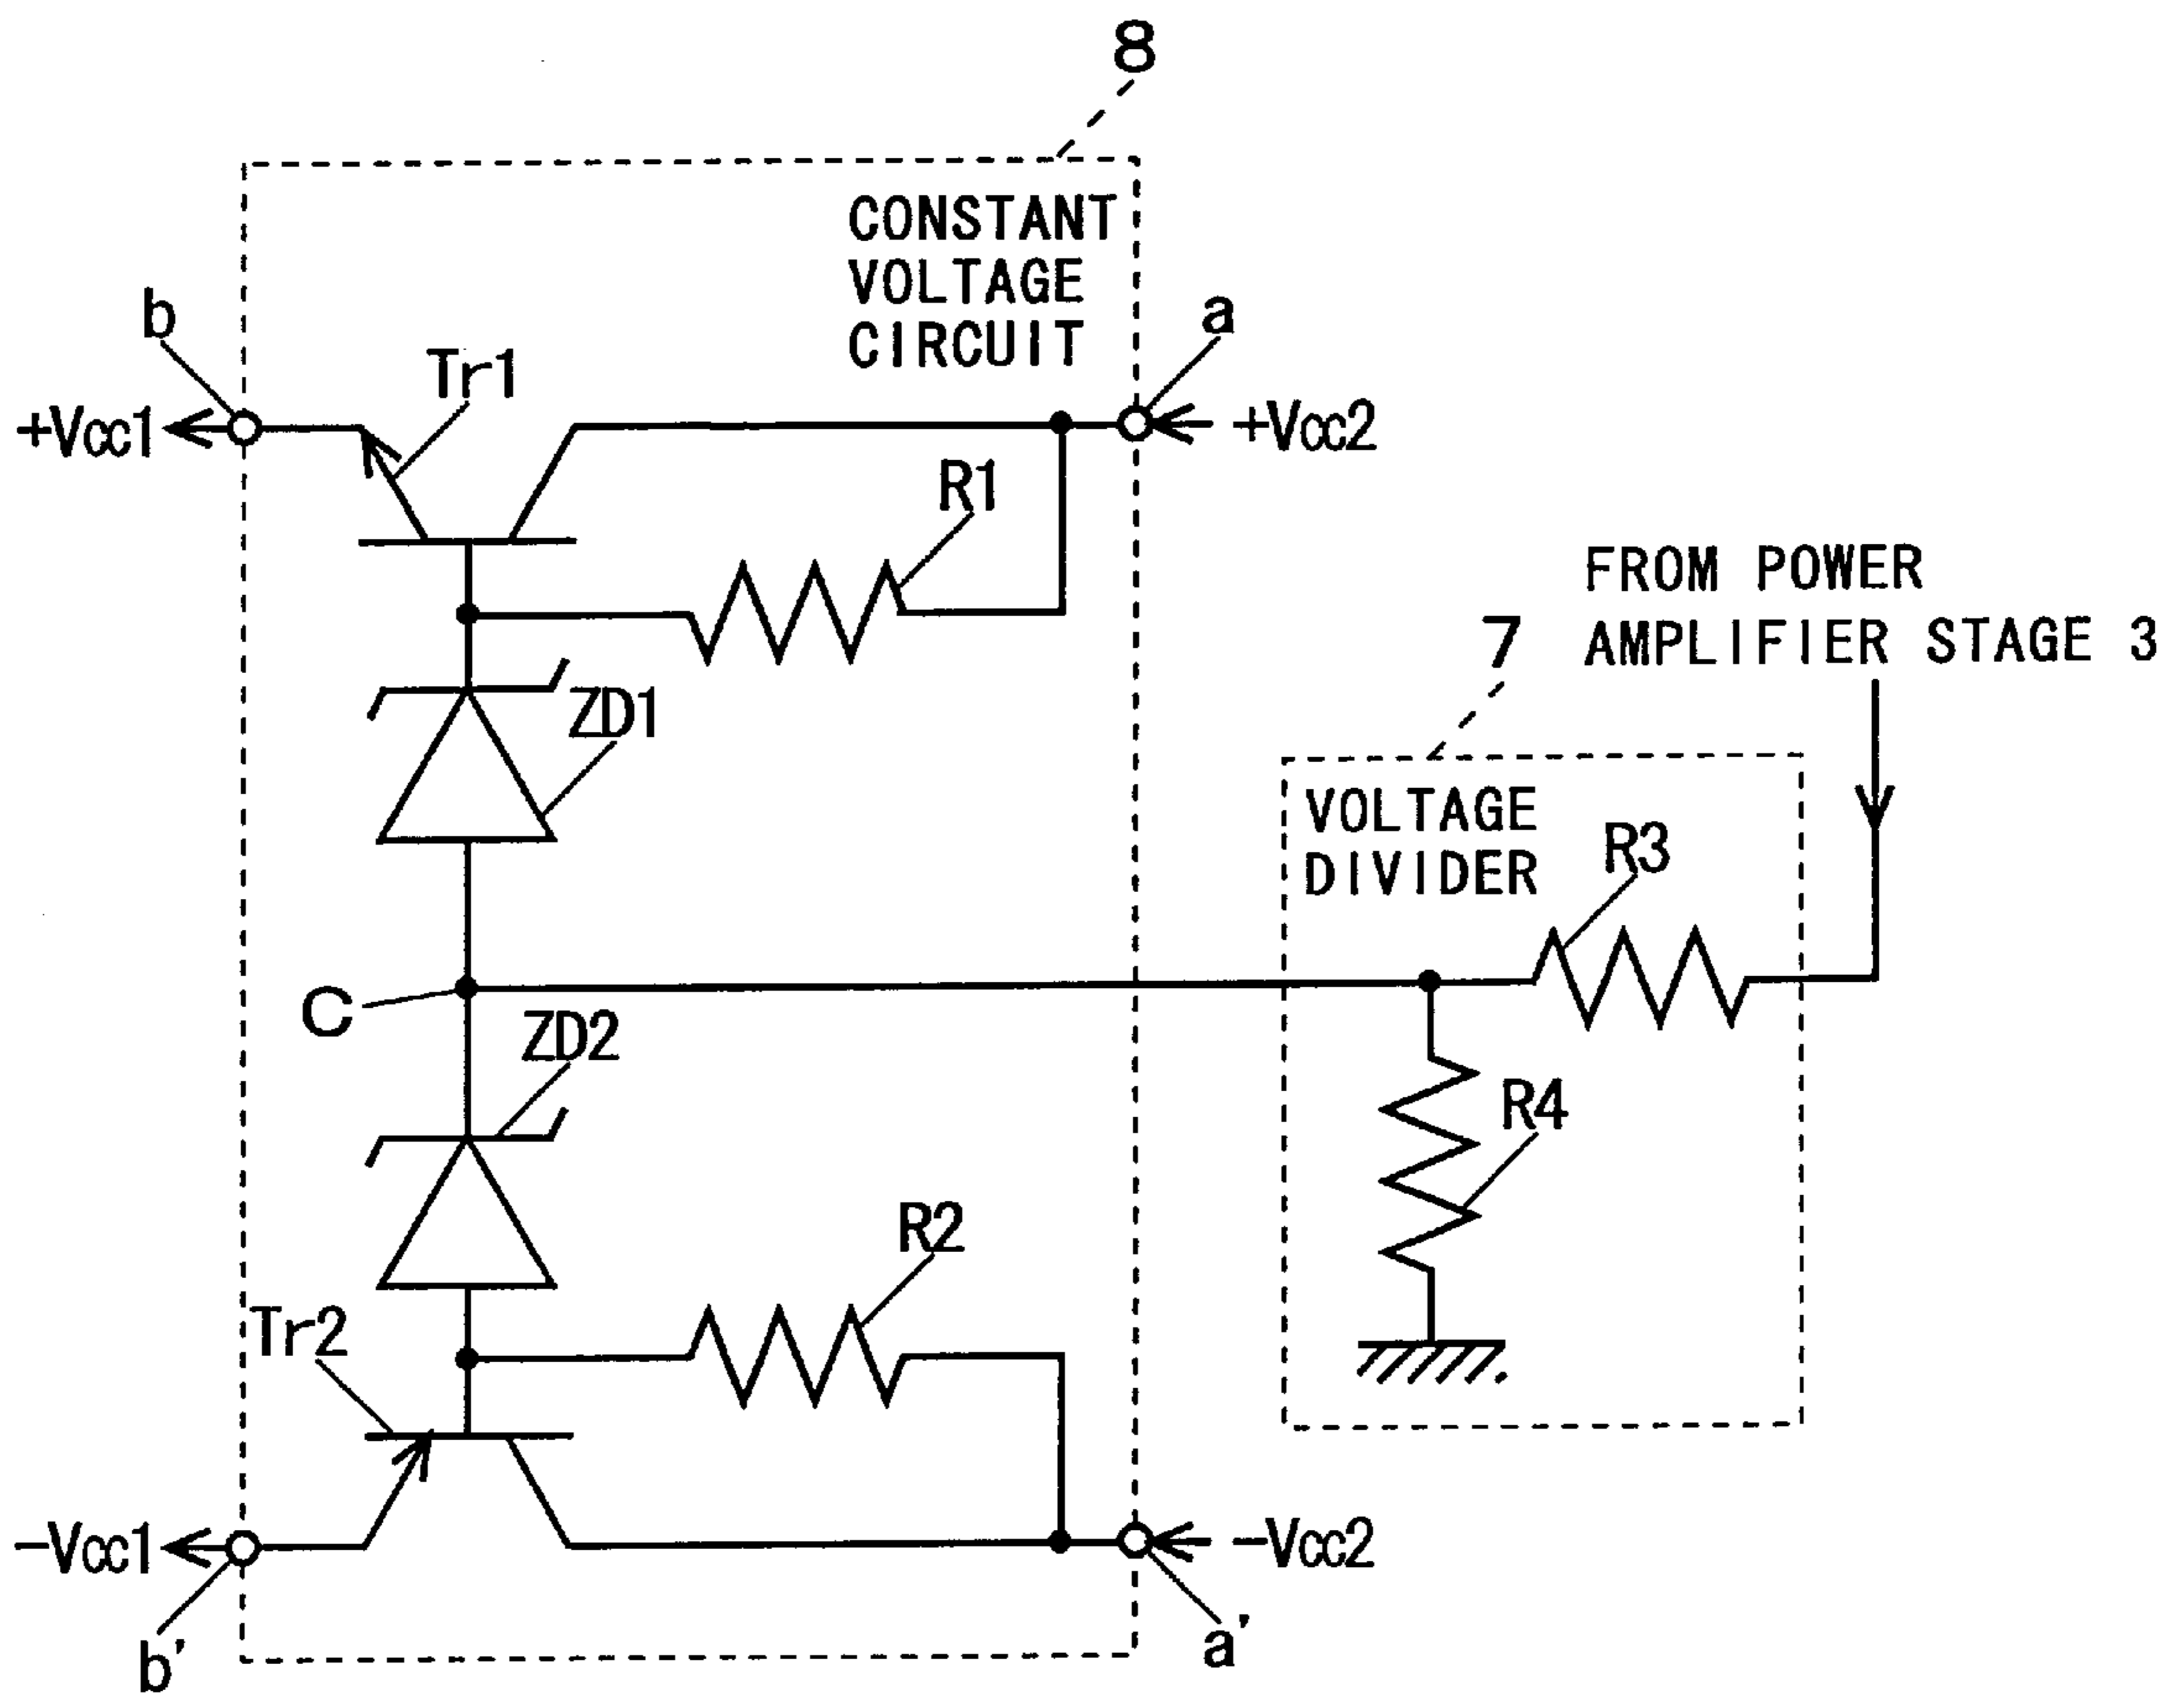 8
CONSTANT
VOLTAGE
CIRCUIT
b
a
Tr1
+Vcc1
+Vcc2
R1
FROM POWER
AMPLIFIER STAGE 3
7
ZD1
VOLTAGE
DIVIDER
R3
C
ZD2
R4
R2
Tr2
-Vcc1
-Vcc2
b'
a'